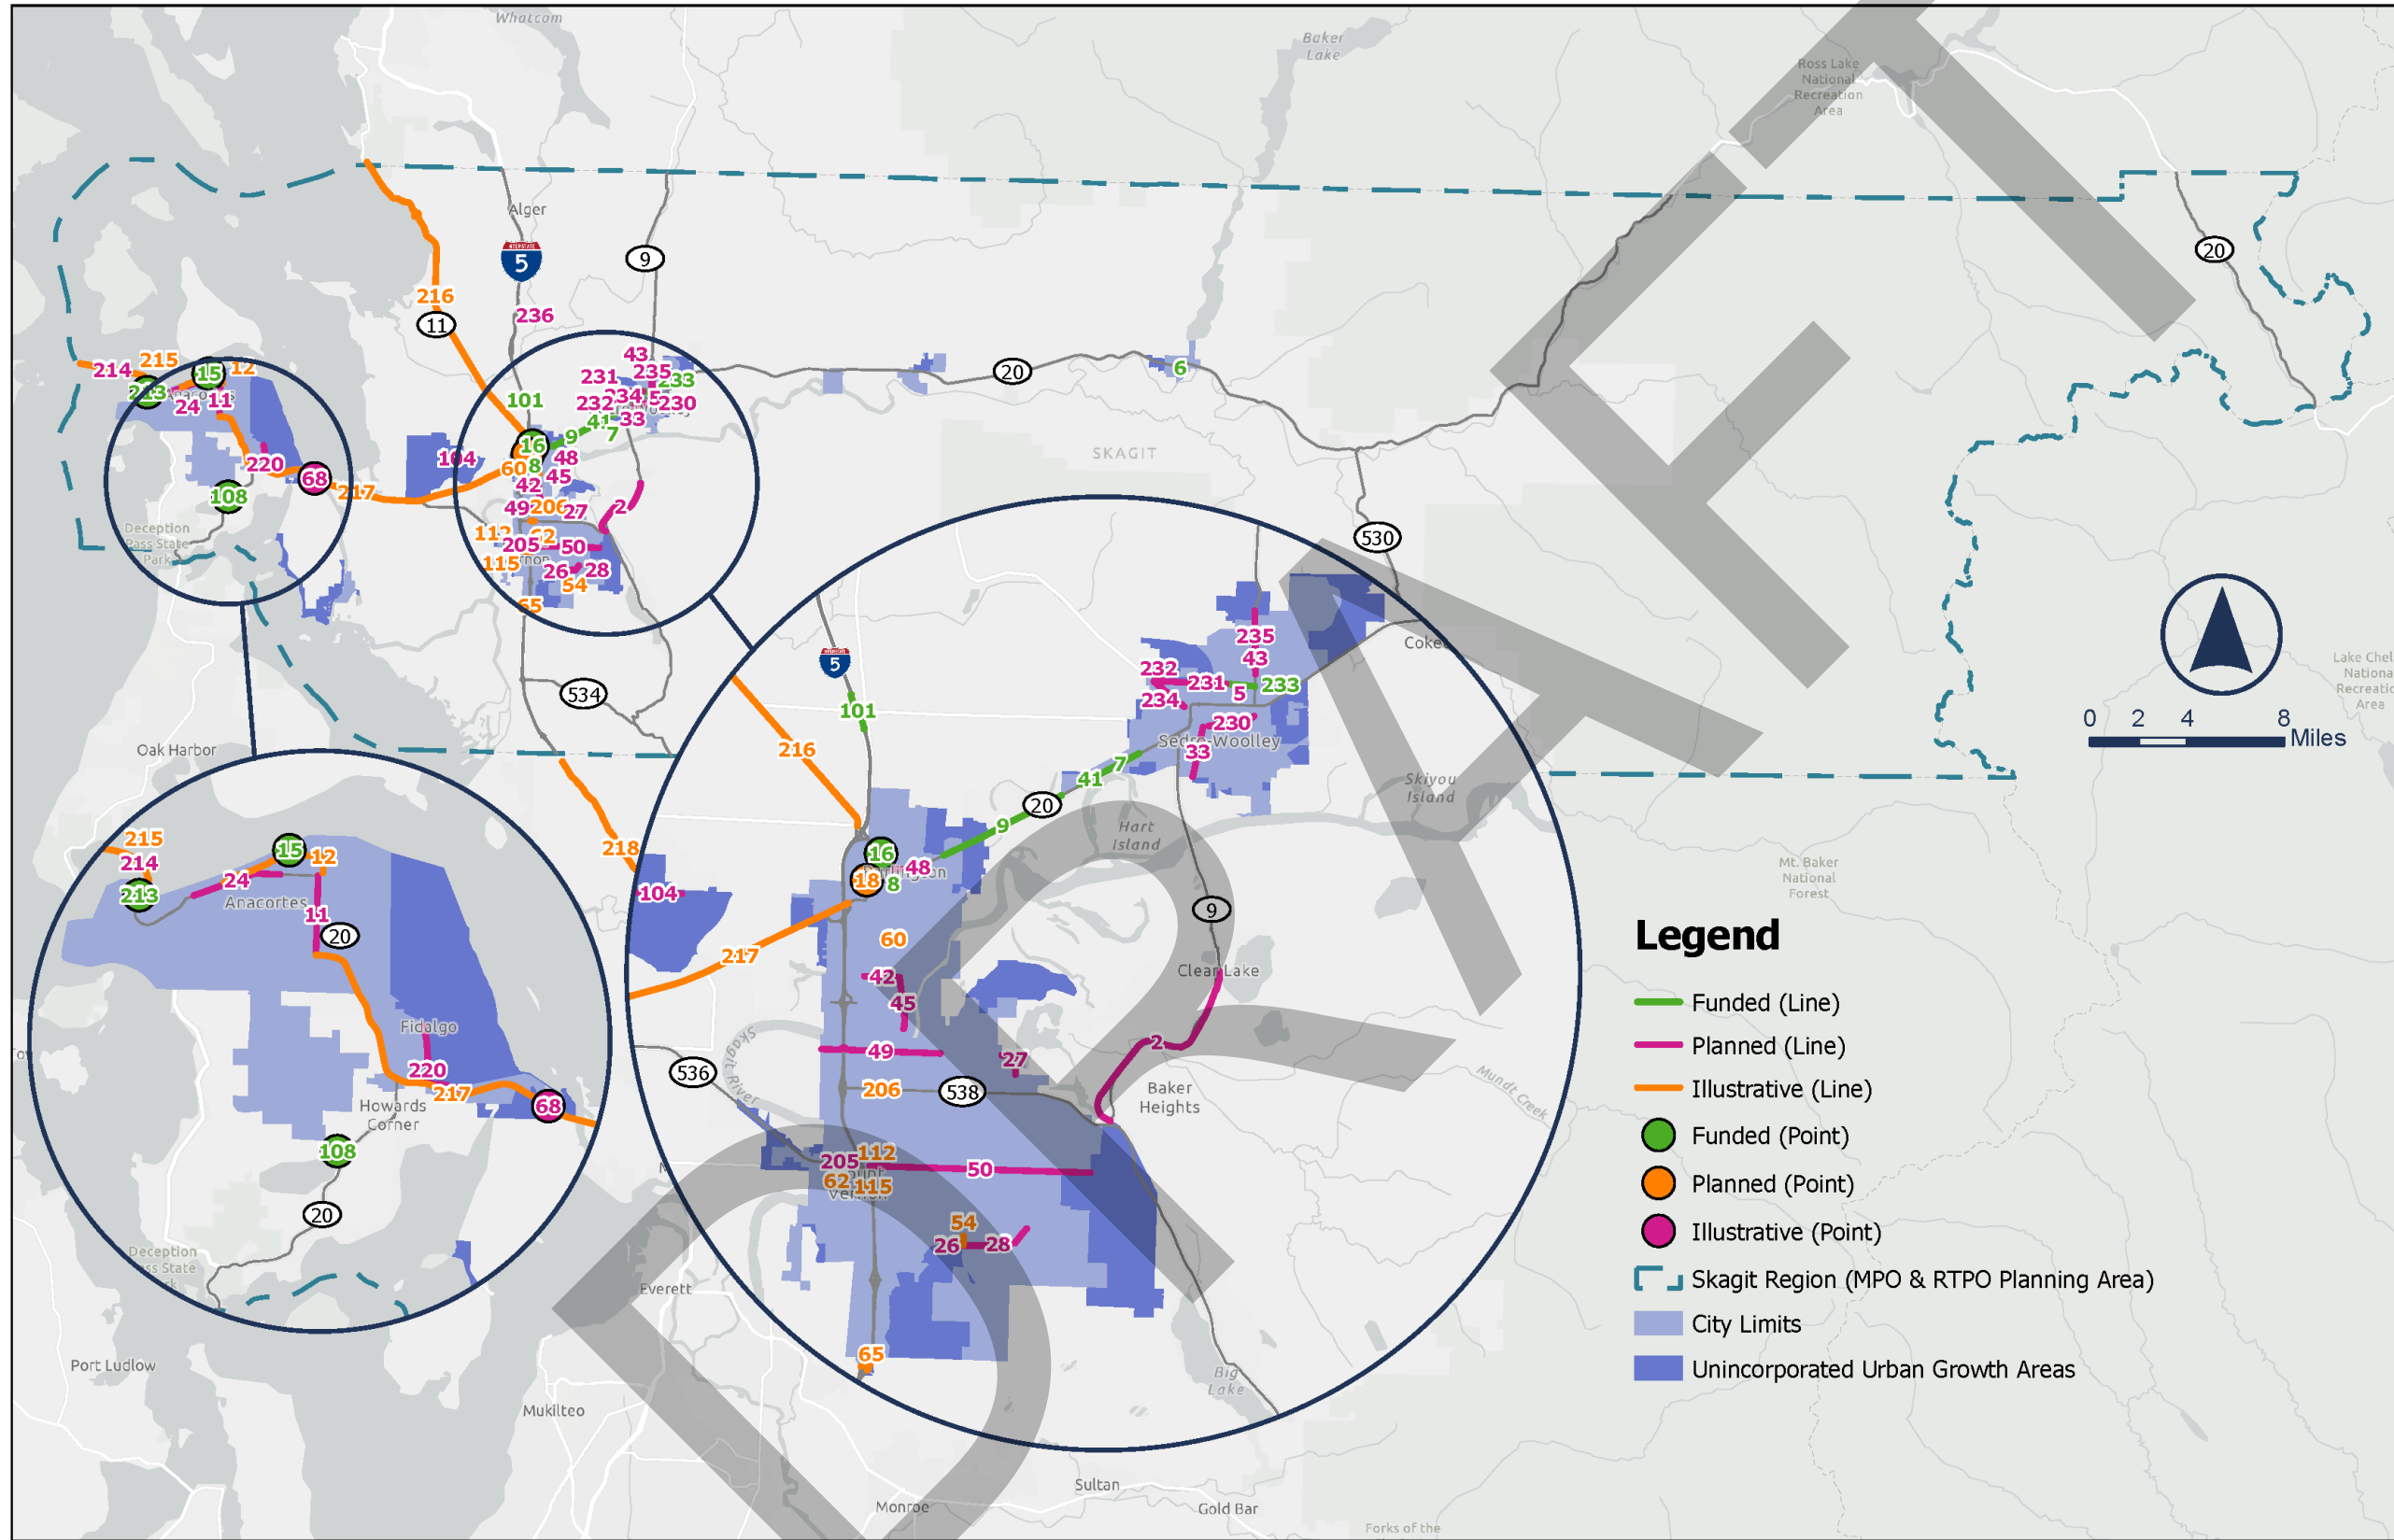 Whatcom
Baker
Lake
Ross Lake
National
Recreation
Area
Alger
INTERSTATE
5
9
20
216
11
236
214
215
15
12
213
24
11
101
43
231
235
233
234
5
232
230
33
41
7
9
16
48
60
8
45
42
104
220
68
217
108
49
206
27
2
112
62
205
50
115
26
28
54
65
Deception
Pass State
Park
20
6
SKAGIT
530
534
Oak Harbor
218
Lake Chel
Nationa
Recreatio
Area
0 2 4 8
Miles
5
101
216
235
43
232
231
5
233
234
230
Sedro-Woolley
33
7
41
20
9
Hart
Island
Skiyou
Island
16
48
18
8
104
217
60
42
45
9
Clear Lake
2
49
27
Skagit River
536
206
538
Baker
Heights
Mundt Creek
205
112
50
62
115
Vernon
54
26
28
65
Big
Lake
215
15
12
214
24
213
Anacortes
11
20
Fidalgo
220
217
68
Howards
Corner
108
20
Deception
Mt. Baker
National
Forest
Legend
Funded (Line)
Planned (Line)
Illustrative (Line)
Funded (Point)
Planned (Point)
Illustrative (Point)
Skagit Region (MPO & RTPO Planning Area)
City Limits
Unincorporated Urban Growth Areas
Everett
Port Ludlow
Mukilteo
Monroe
Sultan
Gold Bar
Forks of the
DRAFT